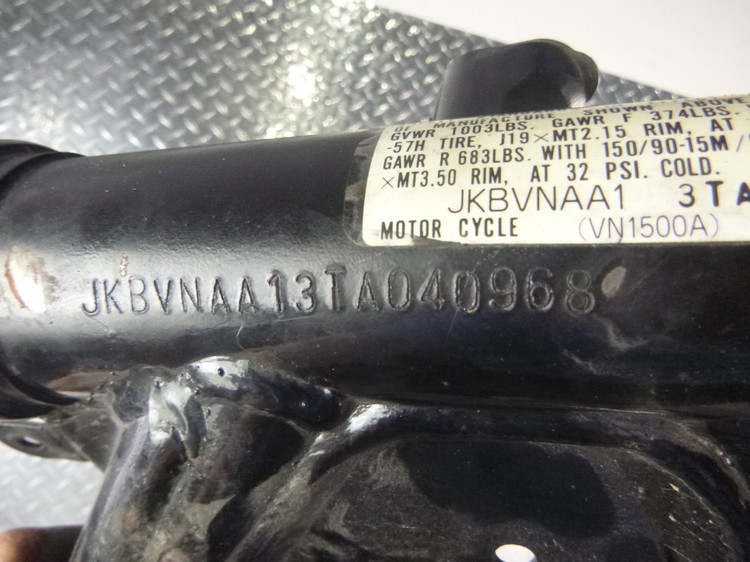 OF MANUFACTURE SHOWN ABOVE
GVWR 1003LBS. GAWR F 374LBS.
-57H TIRE, J19×MT2.15 RIM, AT
GAWR R 683LBS. WITH 150/90-15M/
×MT3.50 RIM, AT 32 PSI. COLD.
JKBVNAA1 3TA
MOTOR CYCLE (VN1500A)
JKBVNAA13TA040968